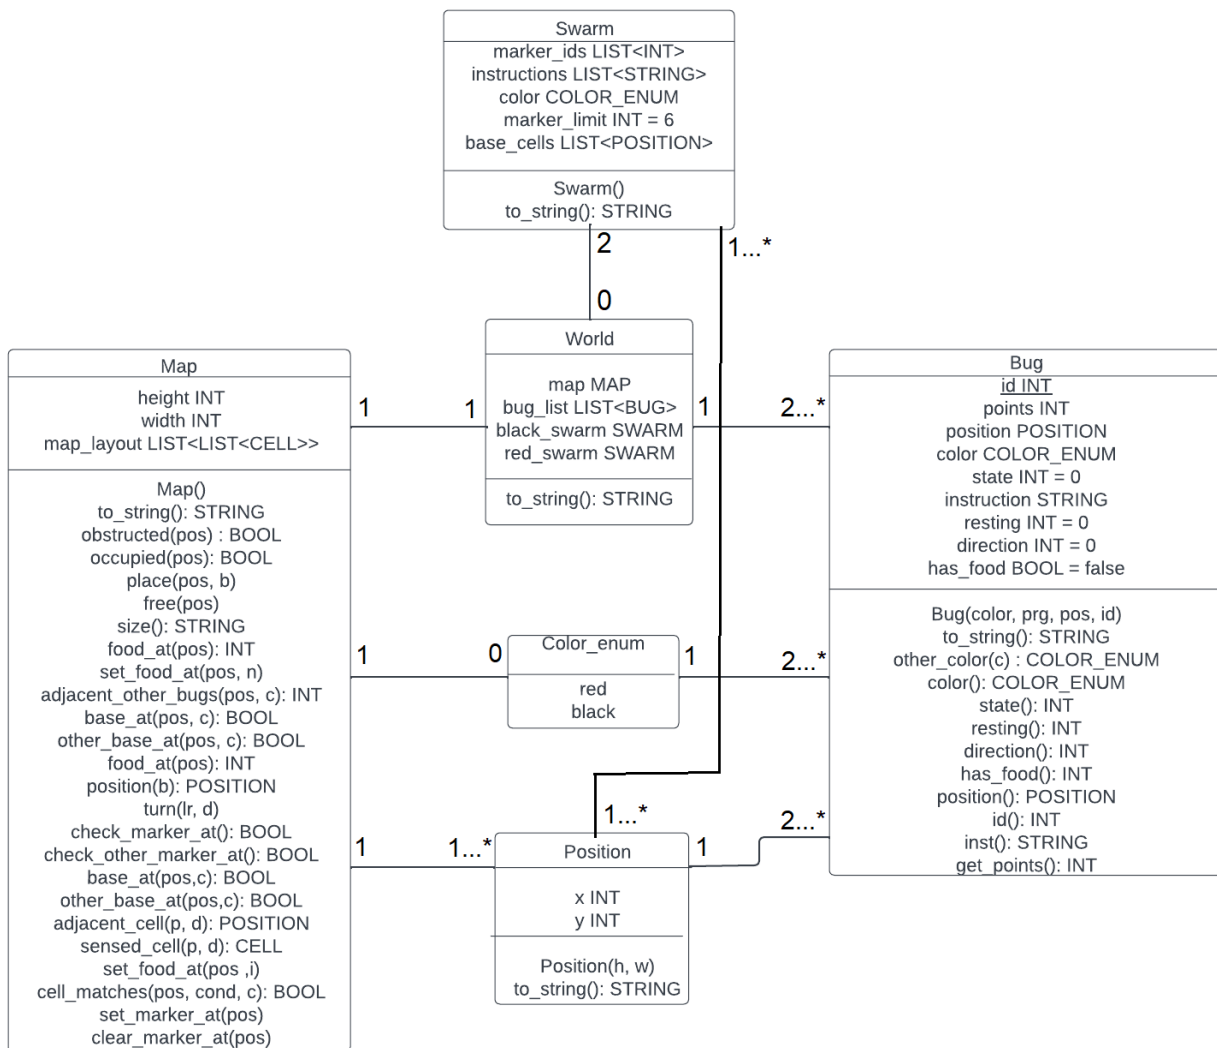 Swarm
marker_ids LIST<INT>
instructions LIST<STRING>
color COLOR_ENUM
marker_limit INT = 6
base_cells LIST<POSITION>
Swarm()
to_string(): STRING
2
1...*
0
World
map MAP
bug_list LIST<BUG>
black_swarm SWARM
red_swarm SWARM
to_string(): STRING
Map
height INT
width INT
map_layout LIST<LIST<CELL>>
Map()
to_string(): STRING
obstructed(pos) : BOOL
occupied(pos): BOOL
place(pos, b)
free(pos)
size(): STRING
food_at(pos): INT
set_food_at(pos, n)
adjacent_other_bugs(pos, c): INT
base_at(pos, c): BOOL
other_base_at(pos, c): BOOL
food_at(pos): INT
position(b): POSITION
turn(lr, d)
check_marker_at(): BOOL
check_other_marker_at(): BOOL
base_at(pos,c): BOOL
other_base_at(pos,c): BOOL
adjacent_cell(p, d): POSITION
sensed_cell(p, d): CELL
set_food_at(pos ,i)
cell_matches(pos, cond, c): BOOL
set_marker_at(pos)
clear_marker_at(pos)
1
1
1
2...*
Bug
id INT
points INT
position POSITION
color COLOR_ENUM
state INT = 0
instruction STRING
resting INT = 0
direction INT = 0
has_food BOOL = false
Bug(color, prg, pos, id)
to_string(): STRING
other_color(c) : COLOR_ENUM
color(): COLOR_ENUM
state(): INT
resting(): INT
direction(): INT
has_food(): INT
position(): POSITION
id(): INT
inst(): STRING
get_points(): INT
1
0
Color_enum
red
black
1
2...*
1...*
1
1...*
Position
x INT
y INT
Position(h, w)
to_string(): STRING
1
2...*